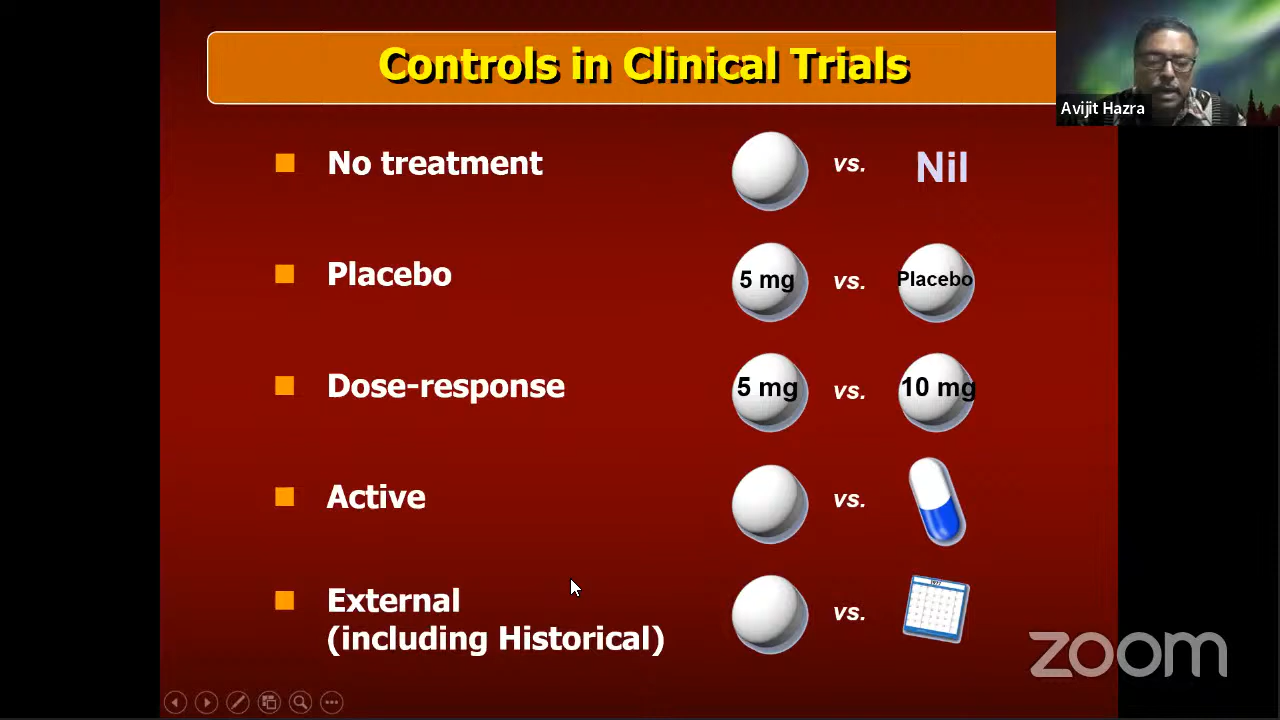 Controls in Clinical Trials
Avijit Hazra
No treatment
vs.
Nil
Placebo
5 mg
vs.
Placebo
Dose-response
5 mg
vs.
10 mg
Active
vs.
External
(including Historical)
vs.
1977
zoom